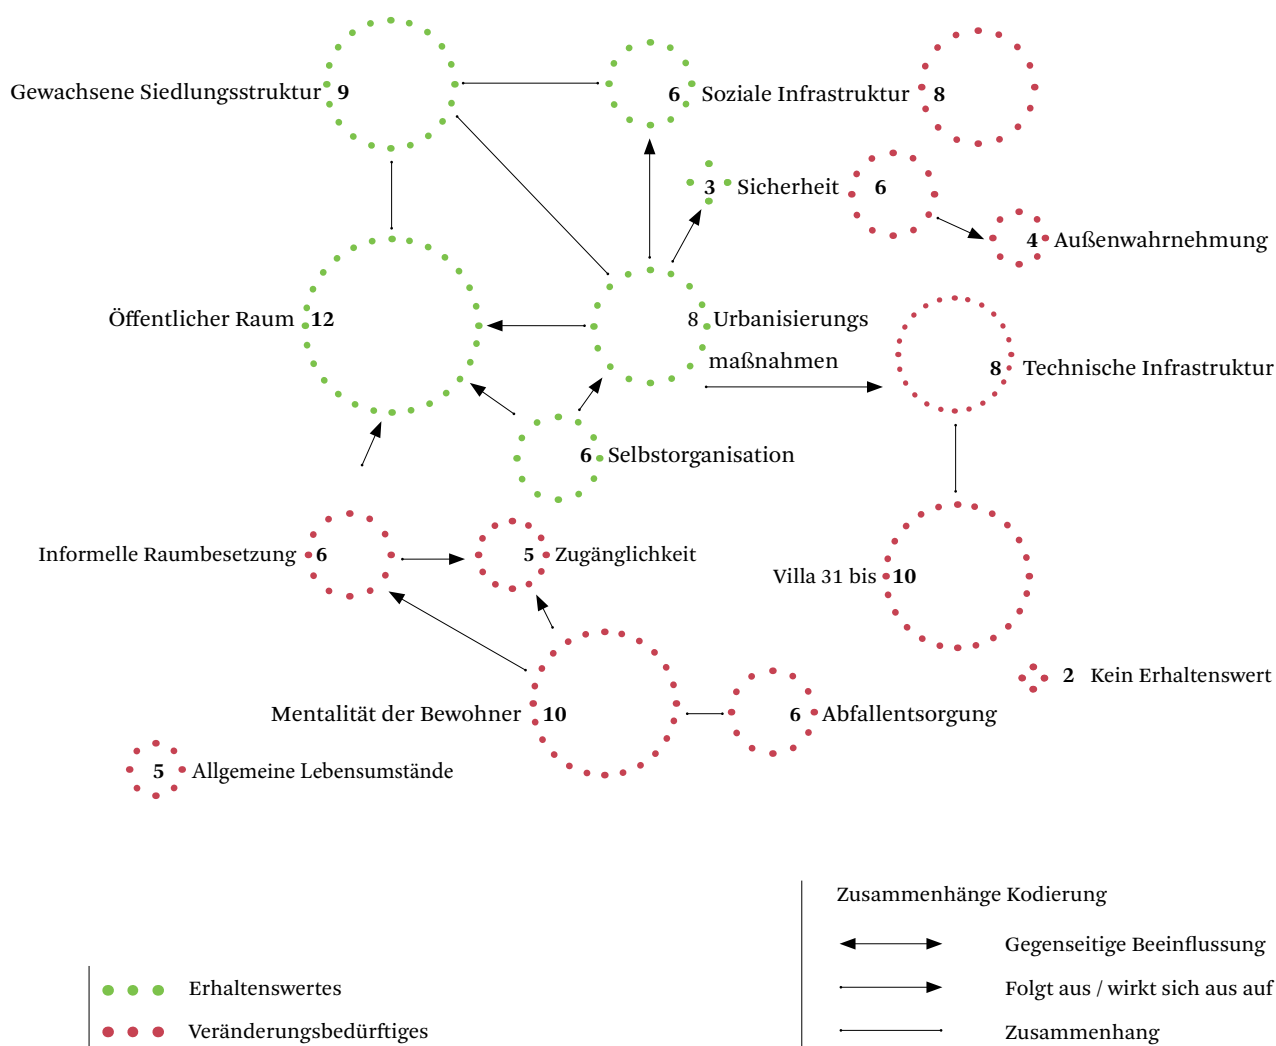 Gewachsene Siedlungsstruktur 9
6 Soziale Infrastruktur 8
3 Sicherheit 6
4 Außenwahrnehmung
Öffentlicher Raum 12
8 Urbanisierungs
maßnahmen
8 Technische Infrastruktur
6 Selbstorganisation
Informelle Raumbesetzung 6
5 Zugänglichkeit
Villa 31 bis 10
2 Kein Erhaltenswert
Mentalität der Bewohner 10
6 Abfallentsorgung
5 Allgemeine Lebensumstände
Zusammenhänge Kodierung
Gegenseitige Beeinflussung
Folgt aus / wirkt sich aus auf
Zusammenhang
Erhaltenswertes
Veränderungsbedürftiges